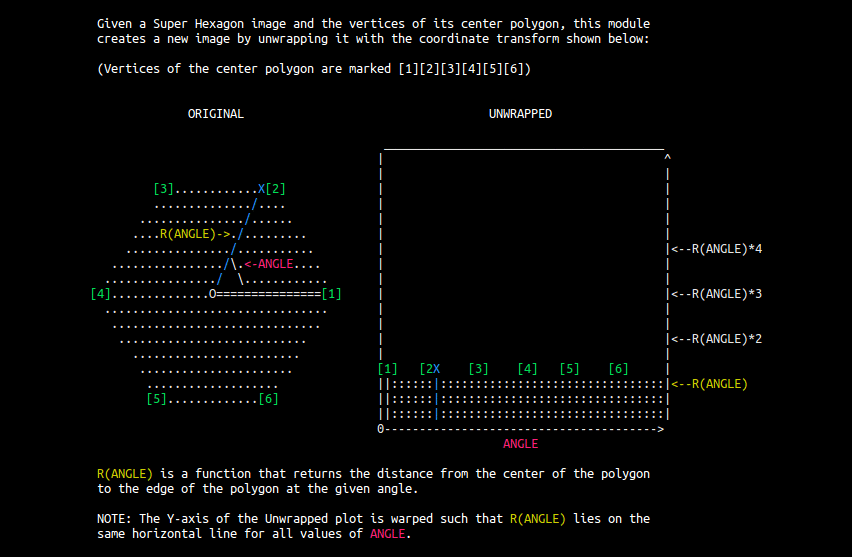 Given a Super Hexagon image and the vertices of its center polygon, this module
creates a new image by unwrapping it with the coordinate transform shown below:
(Vertices of the center polygon are marked [1][2][3][4][5][6])
ORIGINAL UNWRAPPED
[3] X[2]
R(ANGLE)->
<--R(ANGLE)*4
<-ANGLE
[4] O [1] <--R(ANGLE)*3
<--R(ANGLE)*2
[1] [2X [3] [4] [5] [6]
<--R(ANGLE)
[5] [6]
0
ANGLE
R(ANGLE) is a function that returns the distance from the center of the polygon
to the edge of the polygon at the given angle.
NOTE: The Y-axis of the Unwrapped plot is warped such that R(ANGLE) lies on the
same horizontal line for all values of ANGLE.